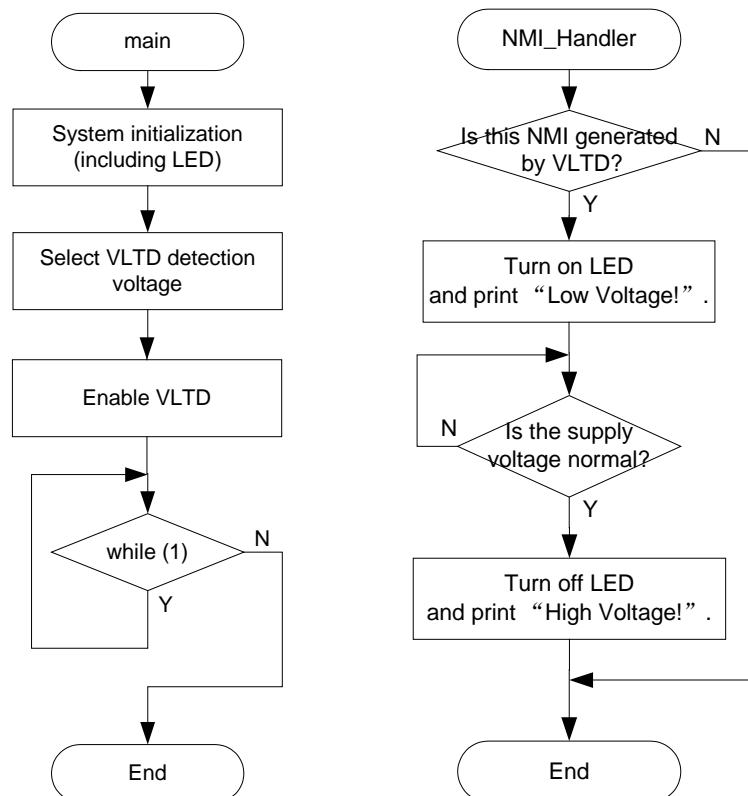 main
System initialization
(including LED)
Select VLTD detection
voltage
Enable VLTD
while (1)
N
Y
End
NMI_Handler
Is this NMI generated
by VLTD?
N
Y
Turn on LED
and print “Low Voltage!”.
N
Is the supply
voltage normal?
Y
Turn off LED
and print “High Voltage!”.
End